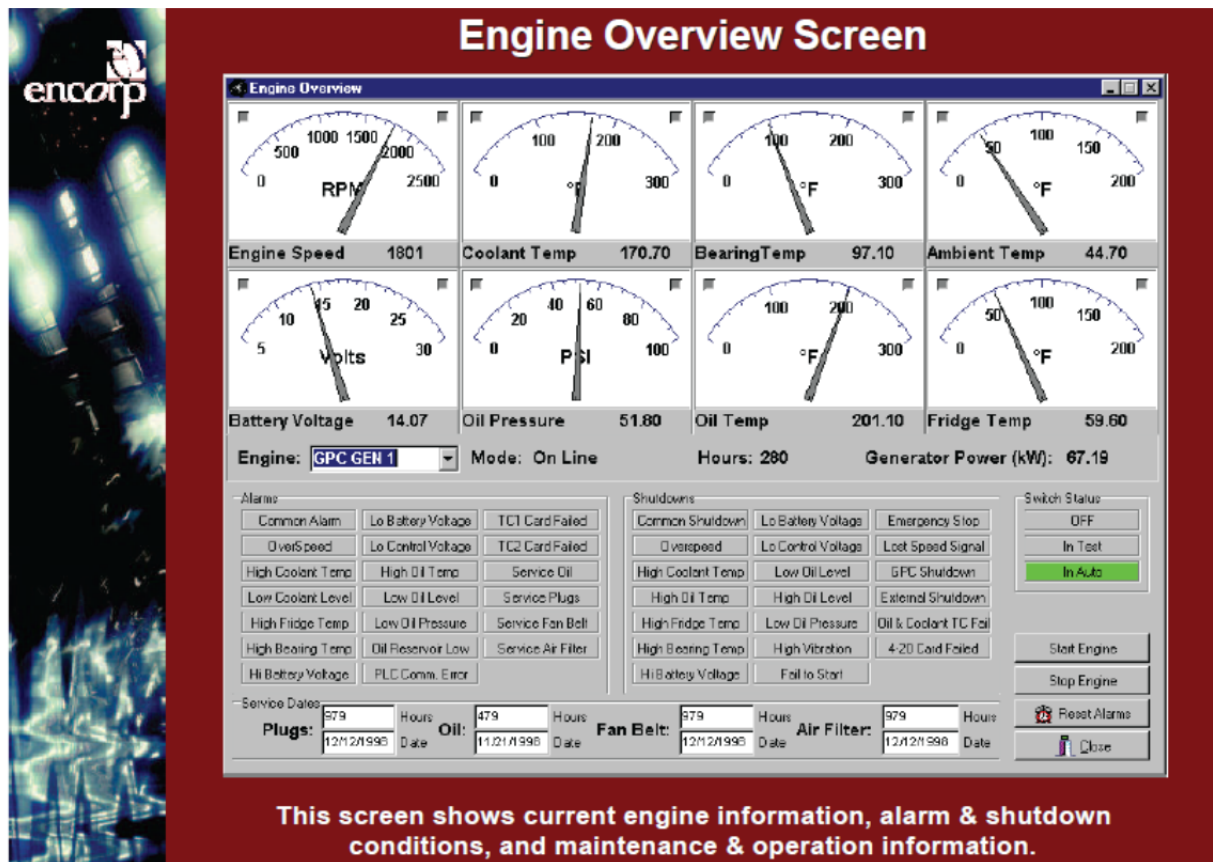 Engine Overview Screen
encorp
Engine Overview
0 500 1000 1500 2000 2500
RPM
0 100 200 300
°F
0 100 200 300
°F
0 50 100 150 200
°F
Engine Speed 1801
Coolant Temp 170.70
BearingTemp 97.10
Ambient Temp 44.70
5 10 15 20 25 30
Volts
0 20 40 60 80 100
PSI
0 100 200 300
°F
0 50 100 150 200
°F
Battery Voltage 14.07
Oil Pressure 51.80
Oil Temp 201.10
Fridge Temp 59.60
Engine: GPC GEN 1 Mode: On Line Hours: 280 Generator Power (kW): 67.19
Alarms
Common Alarm Lo Battery Voltage TC1 Card Failed
OverSpeed Lo Control Voltage TC2 Card Failed
High Coolant Temp High Oil Temp Service Oil
Low Coolant Level Low Oil Level Service Plugs
High Fridge Temp Low Oil Pressure Service Fan Belt
High Bearing Temp Oil Reservoir Low Service Air Filter
Hi Battery Voltage PLC Comm. Error
Shutdowns
Common Shutdown Lo Battery Voltage Emergency Stop
Overspeed Lo Control Voltage Lost Speed Signal
High Coolant Temp Low Oil Level GPC Shutdown
High Oil Temp High Oil Level External Shutdown
High Fridge Temp Low Oil Pressure Oil & Coolant TC Fail
High Bearing Temp High Vibration 4-20 Card Failed
Hi Battery Voltage Fail to Start
Switch Status
OFF
In Test
In Auto
Start Engine
Stop Engine
Reset Alarms
Close
Service Dates
Plugs: 979 Hours 12/12/1998 Date
Oil: 479 Hours 11/21/1998 Date
Fan Belt: 979 Hours 12/12/1998 Date
Air Filter: 979 Hours 12/12/1998 Date
This screen shows current engine information, alarm & shutdown
conditions, and maintenance & operation information.